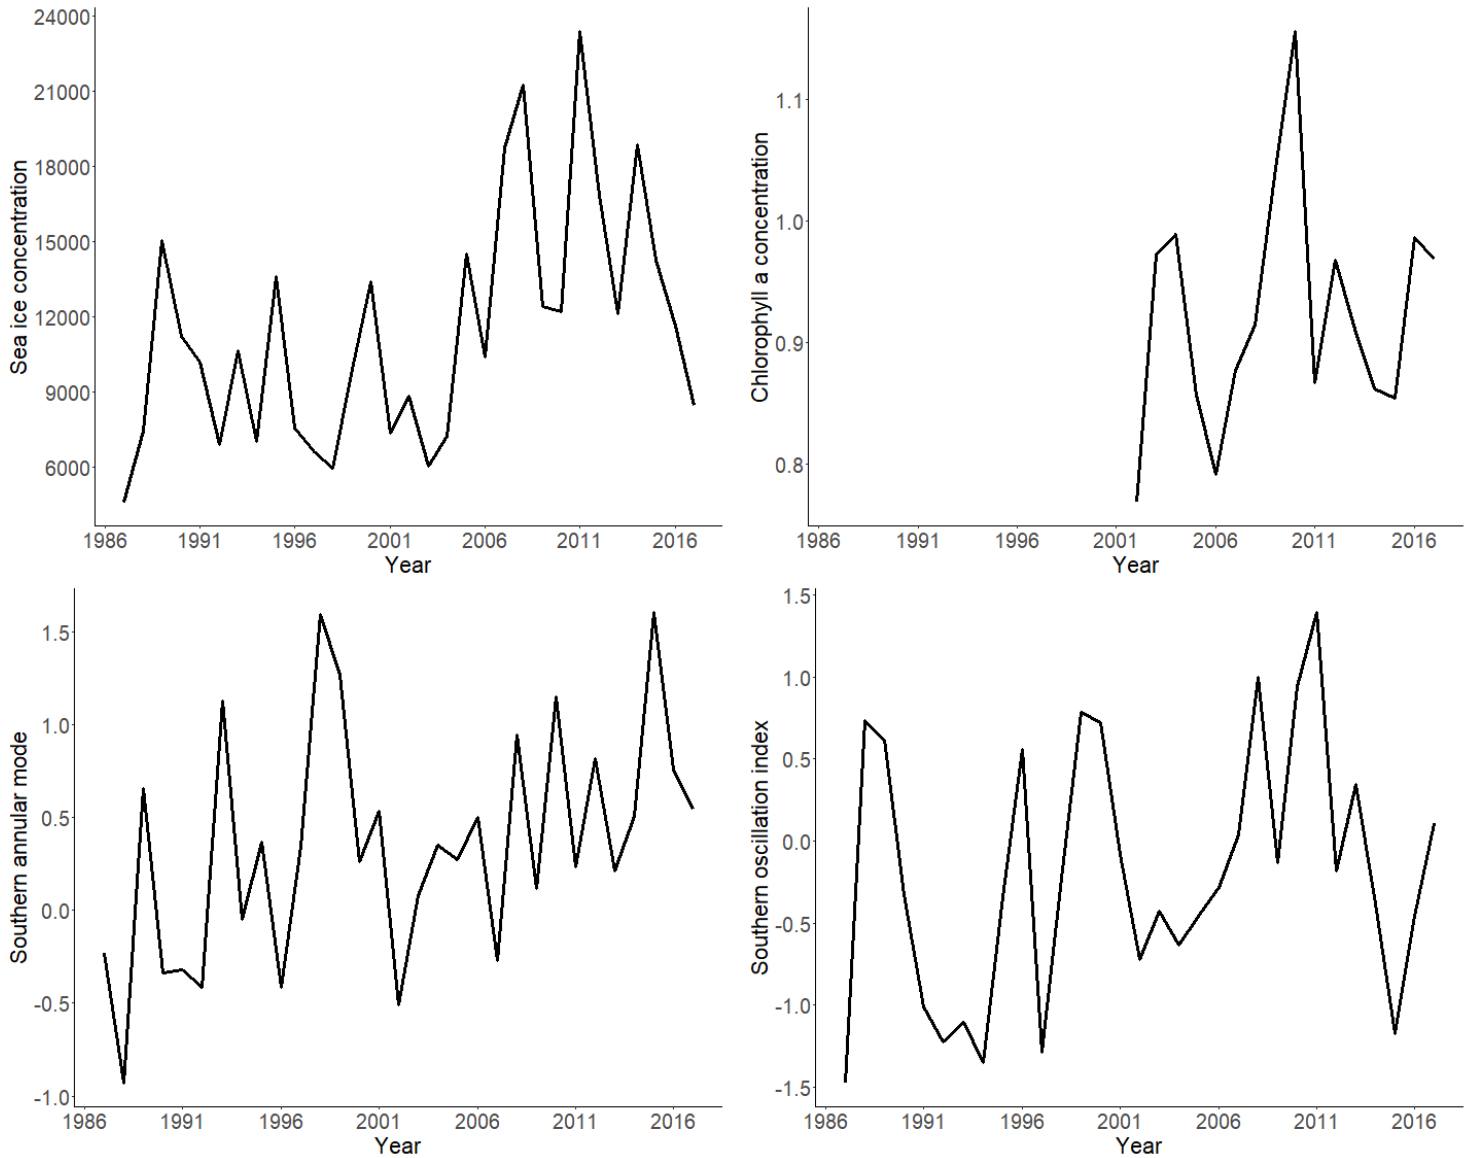 Sea ice concentration
24000
21000
18000
15000
12000
9000
6000
1986 1991 1996 2001 2006 2011 2016
Year
Chlorophyll a concentration
1.1
1.0
0.9
0.8
1986 1991 1996 2001 2006 2011 2016
Year
Southern annular mode
1.5
1.0
0.5
0.0
-0.5
-1.0
1986 1991 1996 2001 2006 2011 2016
Year
Southern oscillation index
1.5
1.0
0.5
0.0
-0.5
-1.0
-1.5
1986 1991 1996 2001 2006 2011 2016
Year